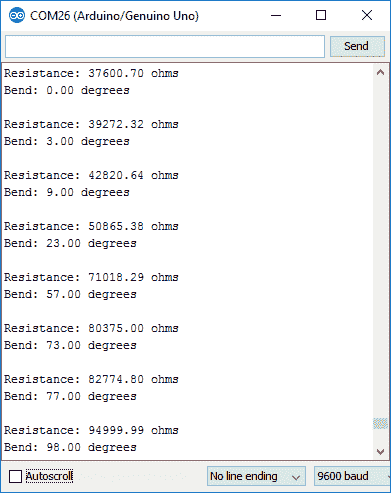 COM26 (Arduino/Genuino Uno)
Send
Resistance: 37600.70 ohms
Bend: 0.00 degrees
Resistance: 39272.32 ohms
Bend: 3.00 degrees
Resistance: 42820.64 ohms
Bend: 9.00 degrees
Resistance: 50865.38 ohms
Bend: 23.00 degrees
Resistance: 71018.29 ohms
Bend: 57.00 degrees
Resistance: 80375.00 ohms
Bend: 73.00 degrees
Resistance: 82774.80 ohms
Bend: 77.00 degrees
Resistance: 94999.99 ohms
Bend: 98.00 degrees
Autoscroll No line ending 9600 baud